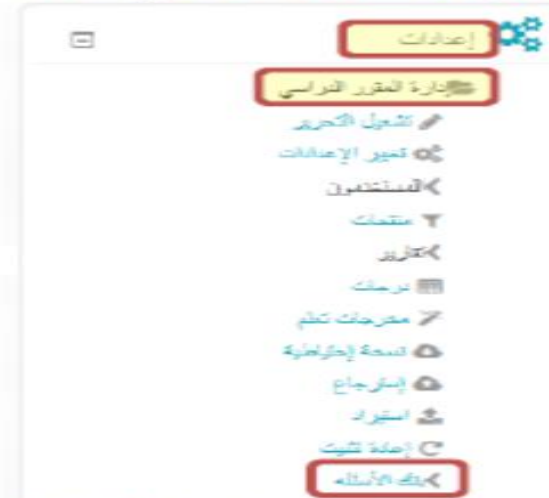 إعدادات
إدارة المقرر الدراسي
تشغيل التحرير
تغيير الإعدادات
المستخدمون
منقحات
تقارير
درجات
مخرجات تعلم
نسخة إحتياطية
إسترجاع
استيراد
إعادة تثبيت
بنك الأسئلة